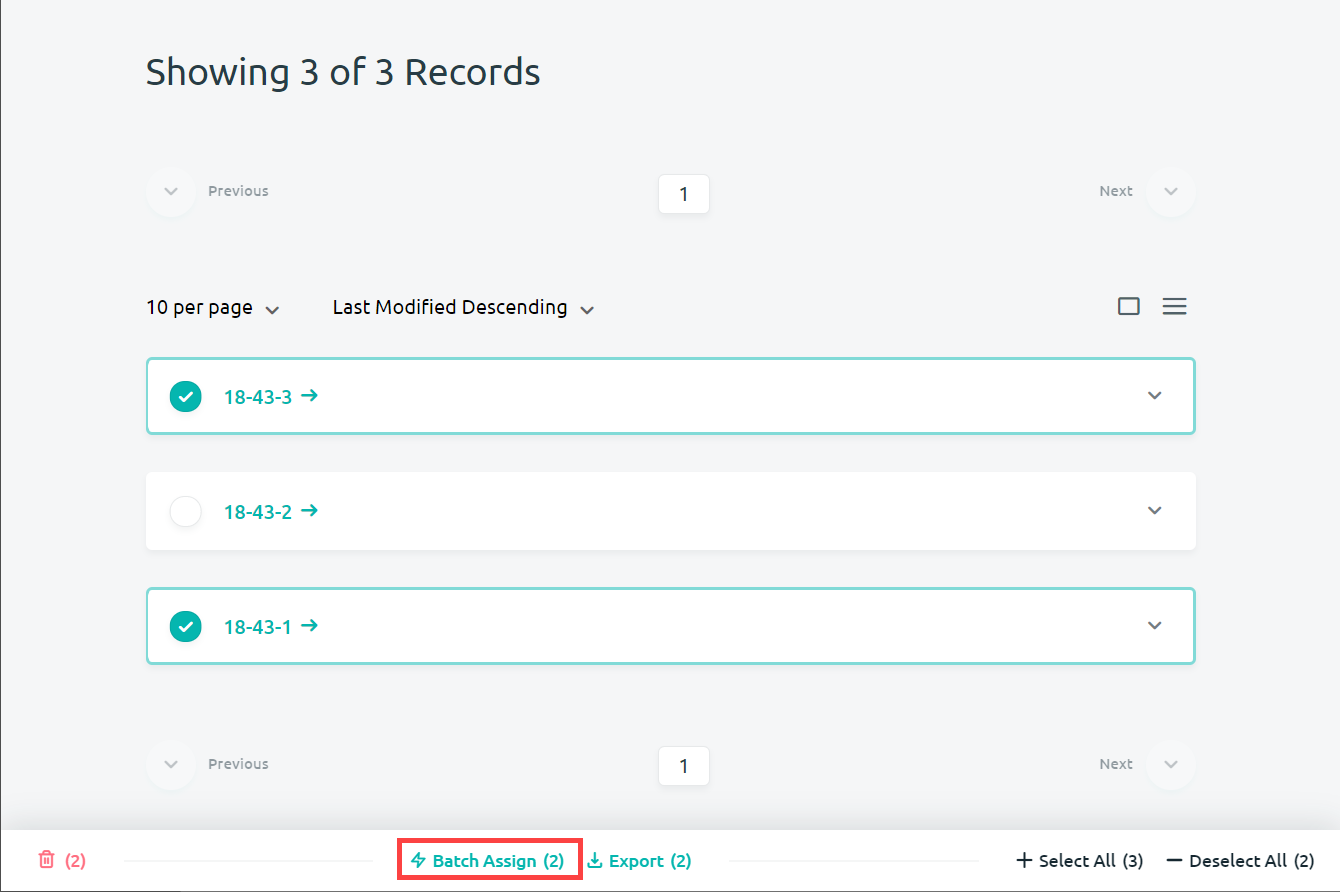 Showing 3 of 3 Records
Previous 1 Next
10 per page Last Modified Descending
18-43-3
18-43-2
18-43-1
Previous 1 Next
(2) Batch Assign (2) Export (2) Select All (3) Deselect All (2)